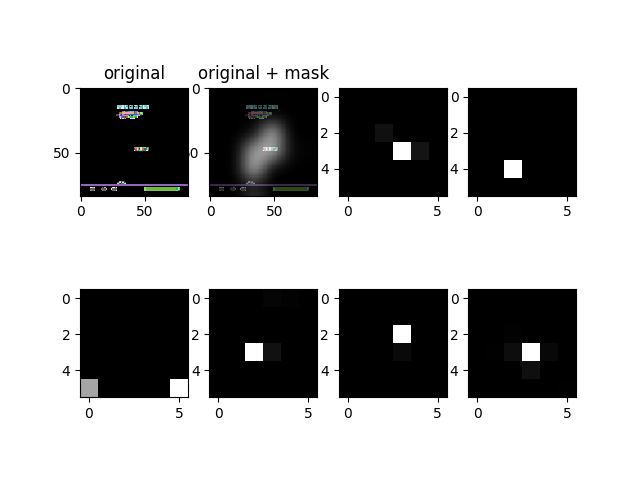 original original + mask
0 50 0 2 4 0 2 4
50
0 50 0 50 0 5 0 5
0 2 4 0 2 4 0 2 4 0 2 4
0 5 0 5 0 5 0 5